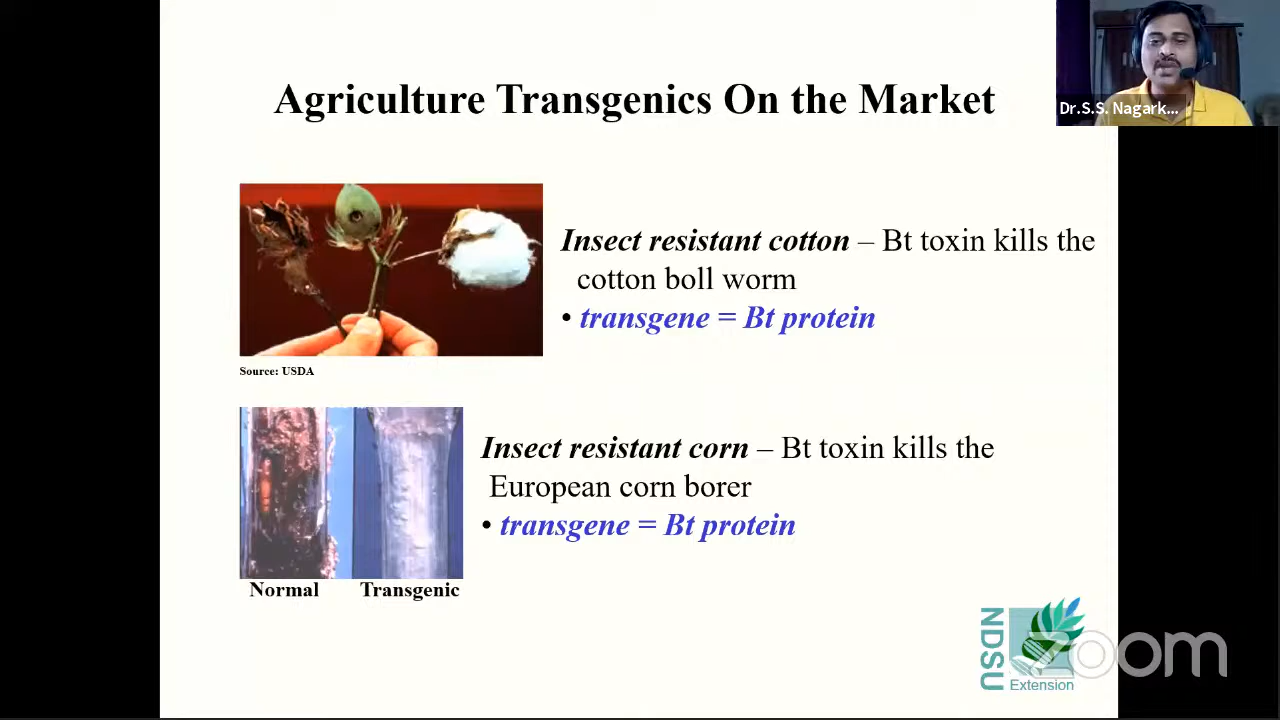 Agriculture Transgenics On the Market
Dr.S.S. Nagark...
Insect resistant cotton – Bt toxin kills the
cotton boll worm
• transgene = Bt protein
Source: USDA
Insect resistant corn – Bt toxin kills the
European corn borer
• transgene = Bt protein
Normal Transgenic
NDSU
Extension
zoom